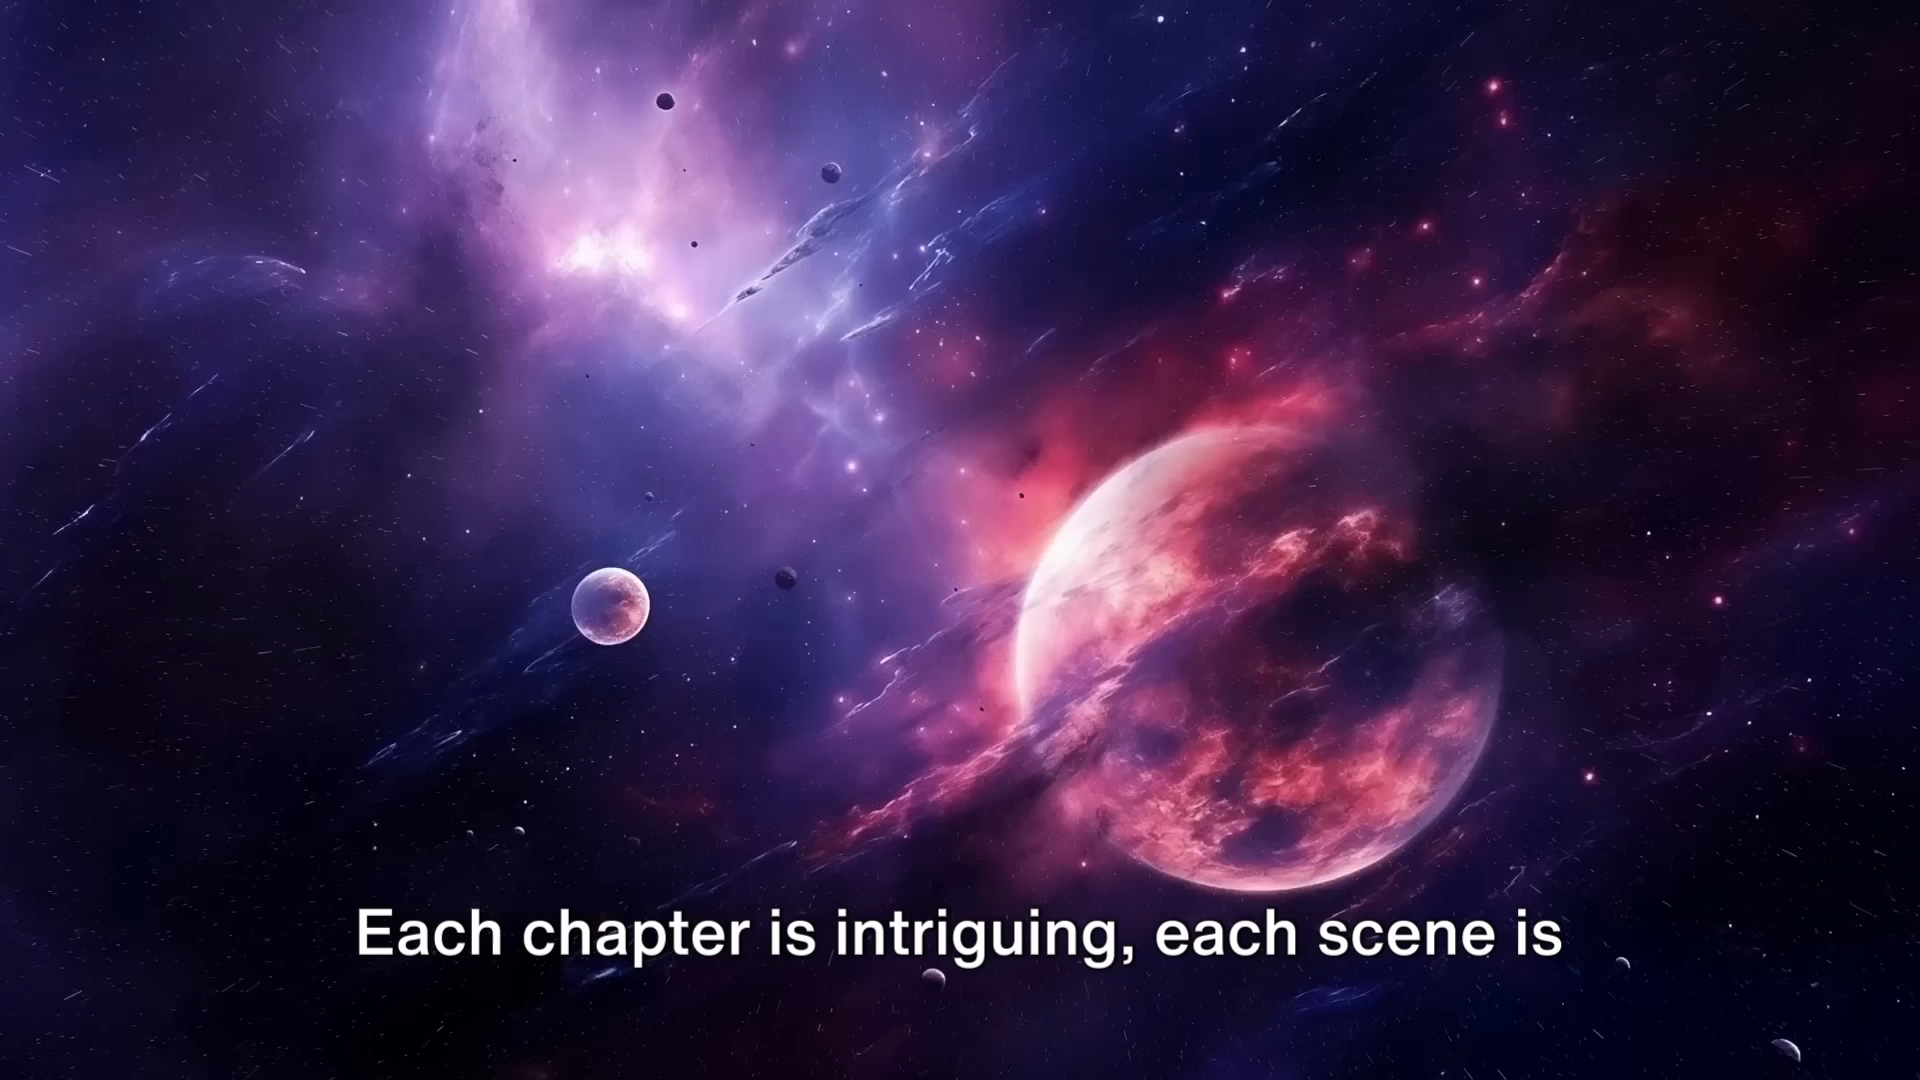 Each chapter is intriguing, each scene is